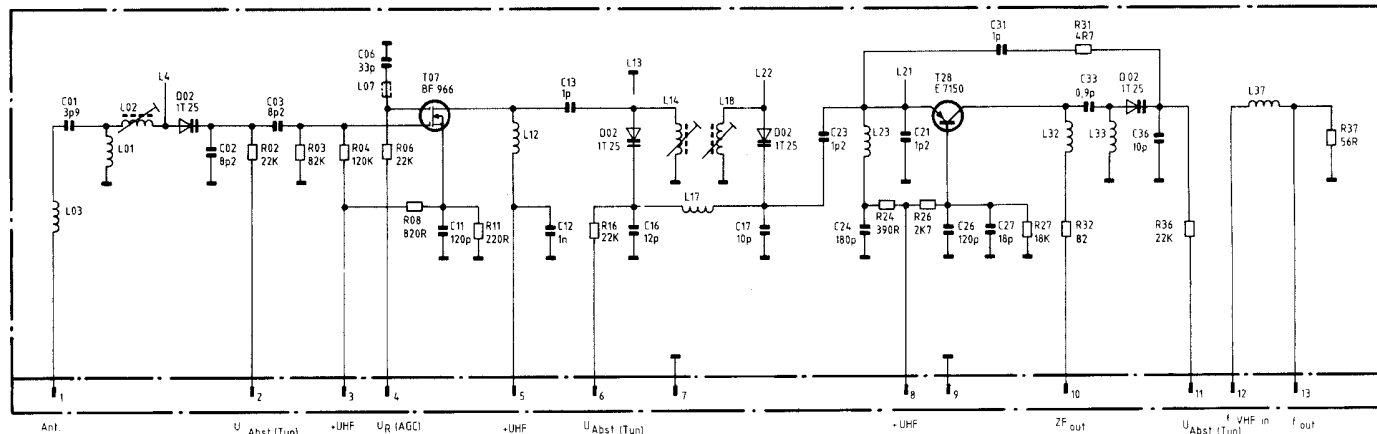 C31
1p
R31
4R7
C06
33p
L07
T07
BF 966
C13
1p
L13
L22
L21
T28
E 7150
C33
0,9p
D02
1T 25
L37
L4
C01
3p9
L02
D02
1T 25
C03
8p2
L14
L18
L01
C02
8p2
R02
22K
R03
82K
R04
120K
R06
22K
L12
D02
1T 25
D02
1T 25
C23
1p2
L23
C21
1p2
L32
L33
C36
10p
R37
56R
L03
L17
R08
820R
C11
120p
R11
220R
C12
1n
R16
22K
C16
12p
C17
10p
C24
180p
R24
390R
R26
2K7
C26
120p
C27
18p
R27
18K
R32
82
R36
22K
1
2
3
4
5
6
7
8
9
10
11
12
13
Ant.
U Abst (Tun)
+UHF
UR (AGC)
+UHF
U Abst (Tun)
+UHF
ZF out
U Abst (Tun)
f VHF in
f out